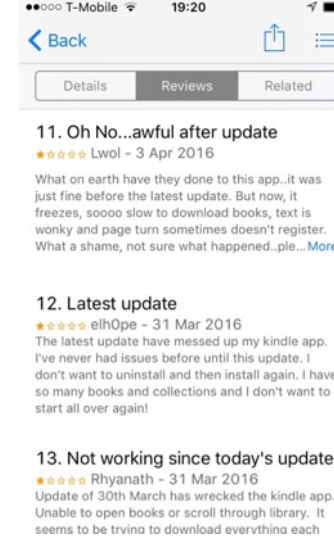 T-Mobile 19:20
Back
Details Reviews Related
11. Oh No...awful after update
Lwol - 3 Apr 2016
What on earth have they done to this app..it was
just fine before the latest update. But now, it
freezes, soooo slow to download books, text is
wonky and page turn sometimes doesn't register.
What a shame, not sure what happened..ple... More
12. Latest update
elh0pe - 31 Mar 2016
The latest update have messed up my kindle app.
I've never had issues before until this update. I
don't want to uninstall and then install again. I have
so many books and collections and I don't want to
start all over again!
13. Not working since today's update
Rhyanath - 31 Mar 2016
Update of 30th March has wrecked the kindle app.
Unable to open books or scroll through library. It
seems to be trying to download everything each